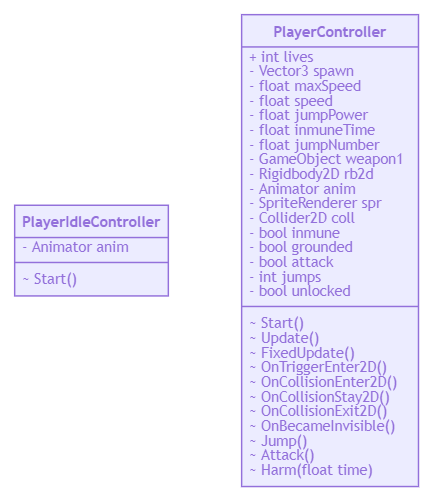 PlayerIdleController
- Animator anim
~ Start()
PlayerController
+ int lives
- Vector3 spawn
- float maxSpeed
- float speed
- float jumpPower
- float inmuneTime
- float jumpNumber
- GameObject weapon1
- Rigidbody2D rb2d
- Animator anim
- SpriteRenderer spr
- Collider2D coll
- bool inmune
- bool grounded
- bool attack
- int jumps
- bool unlocked
~ Start()
~ Update()
~ FixedUpdate()
~ OnTriggerEnter2D()
~ OnCollisionEnter2D()
~ OnCollisionStay2D()
~ OnCollisionExit2D()
~ OnBecameInvisible()
~ Jump()
~ Attack()
~ Harm(float time)